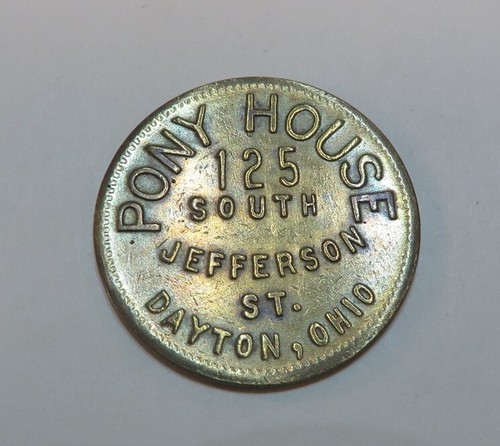 PONY HOUSE
125
SOUTH
JEFFERSON
ST.
DAYTON, OHIO